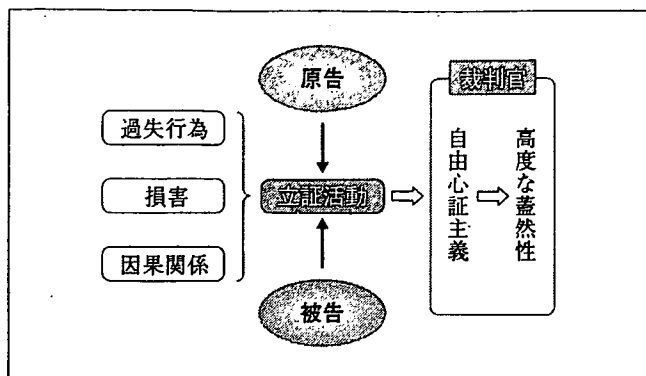 原告
裁判官
過失行為
損害
因果関係
立証活動
自由心証主義
高度な蓋然性
被告